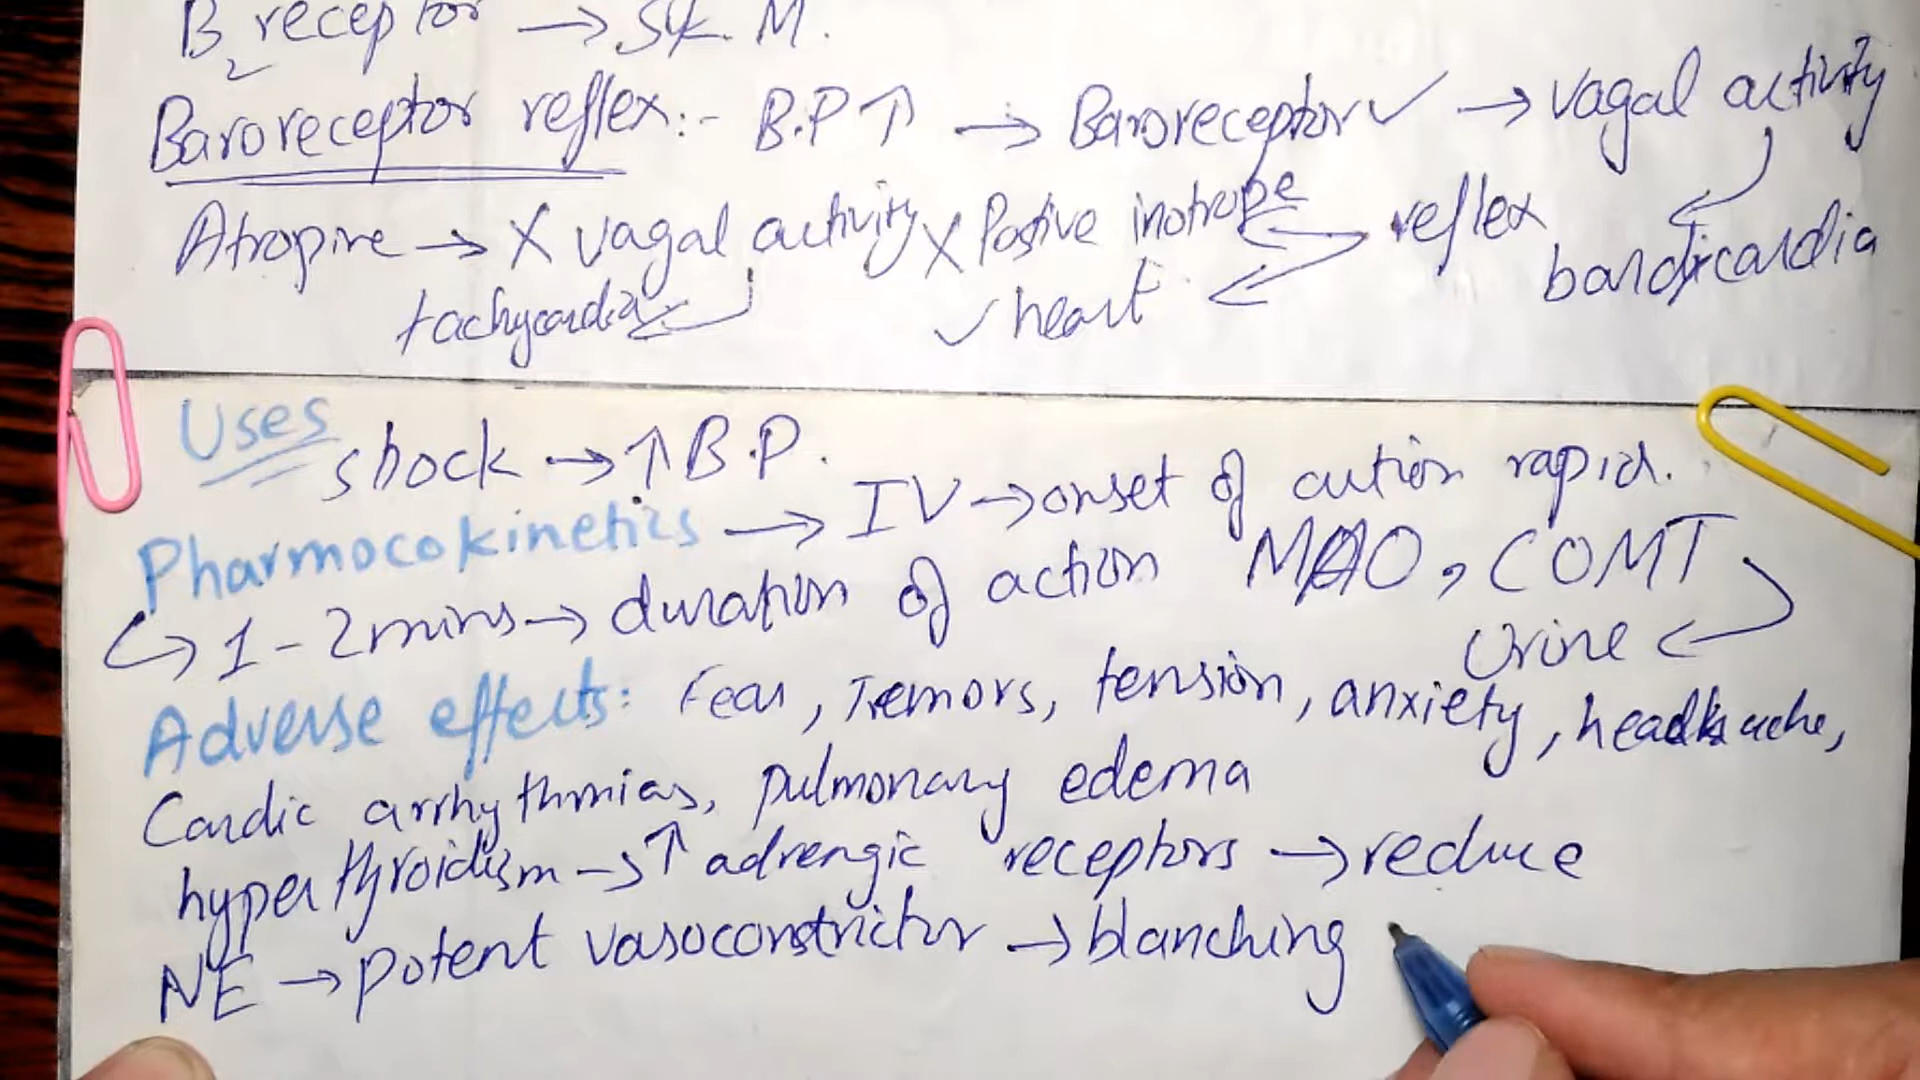 B2 receptor → SK.M.
Baroreceptor reflex:- B.P ↑ → Baroreceptor ✓ → vagal activity
Atropine → X vagal activity X Postive inotrope reflex bardycardia
tachycardia ✓ heart
Uses
shock → ↑ B.P.
Pharmocokinetics → IV → onset of action rapid.
1-2mins → duration of action MAO, COMT
Urine
Adverse effects: Fear, Tremors, tension, anxiety, headache,
Cardic arrhythmias, pulmonary edema
hyperthyroidism → ↑ adrengic receptors → reduce
NE → potent vasoconstrictor → blanching